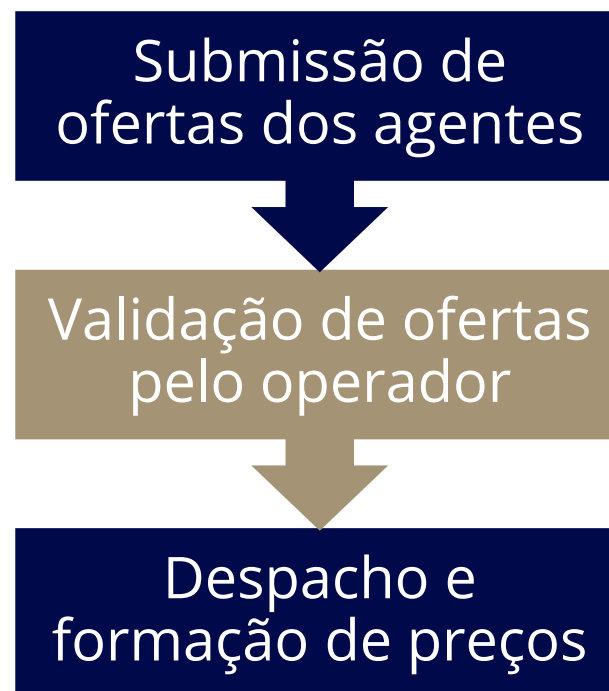 Submissão de
ofertas dos agentes
Validação de ofertas
pelo operador
Despacho e
formação de preços